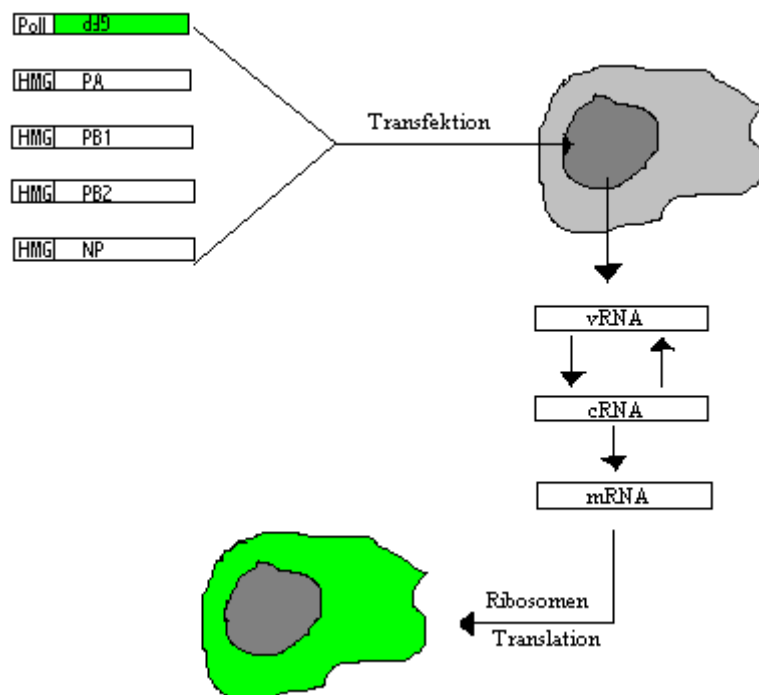 PolI GFP
HMG PA
HMG PB1
HMG PB2
HMG NP
Transfektion
vRNA
cRNA
mRNA
Ribosomen
Translation